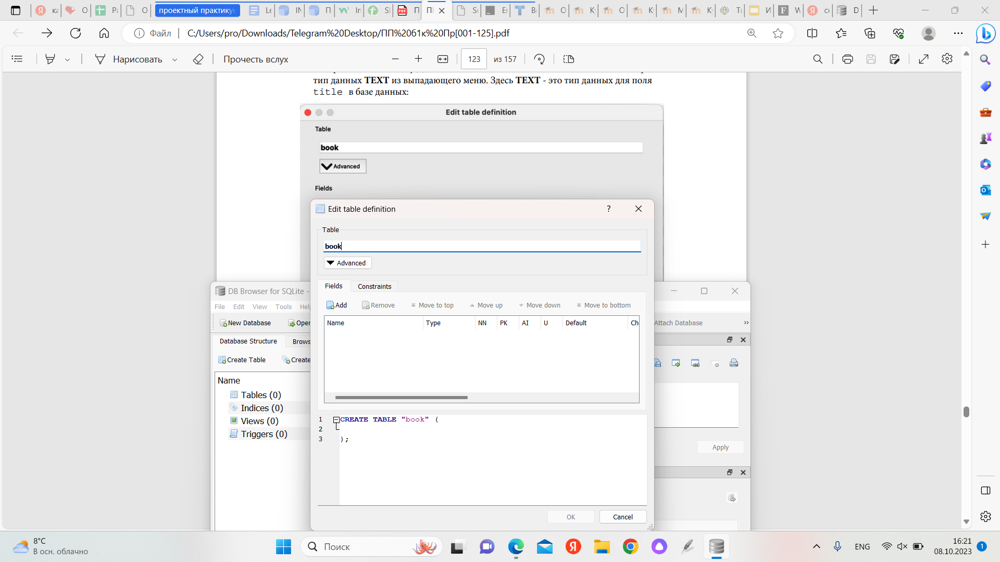 проектный практику
Файл
C:/Users/pro/Downloads/Telegram%20Desktop/ПП%20б1к%20Пр[001-125].pdf
Нарисовать
Прочесть вслух
123
из 157
тип данных TEXT из выпадающего меню. Здесь TEXT - это тип данных для поля
title в базе данных:
Edit table definition
Table
book
Advanced
Fields
Edit table definition
?
Table
book
Advanced
Fields
Constraints
Add
Remove
Move to top
Move up
Move down
Move to bottom
Name
Type
NN
PK
AI
U
Default
1 CREATE TABLE "book" (
2
3 );
OK
Cancel
DB Browser for SQLite -
File
Edit
View
Tools
New Database
Attach Database
Database Structure
Create Table
Create
Name
Tables (0)
Indices (0)
Views (0)
Triggers (0)
Apply
8°C
В осн. облачно
Поиск
ENG
16:21
08.10.2023
1